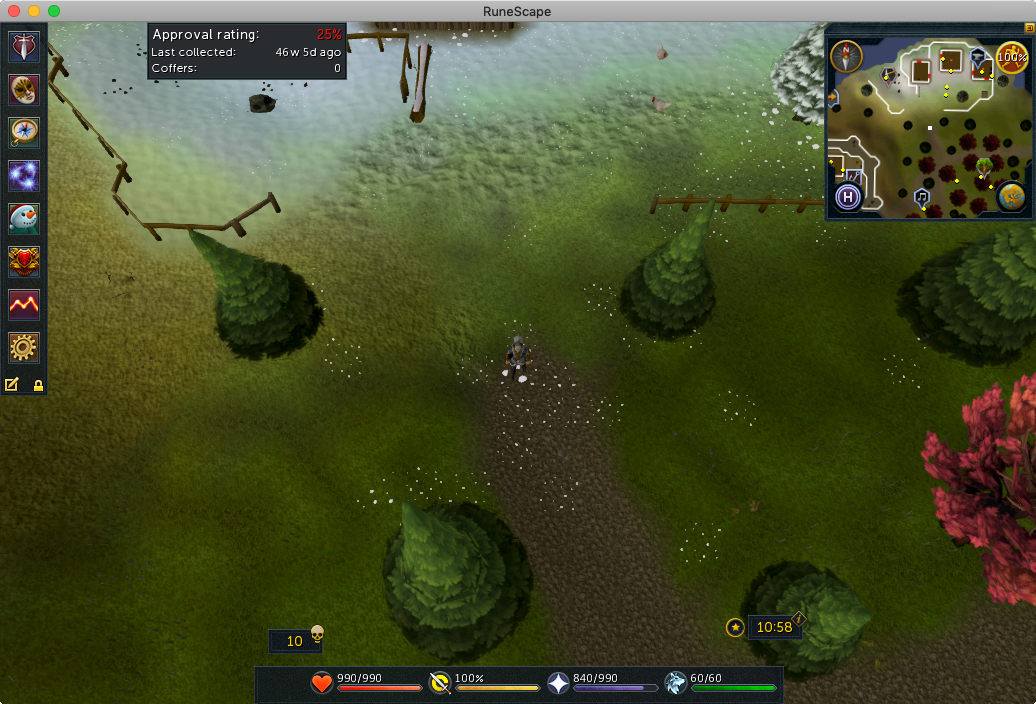 RuneScape
Approval rating: 25%
Last collected: 46w 5d ago
Coffers: 0
100%
H
10
10:58
990/990
100%
840/990
60/60